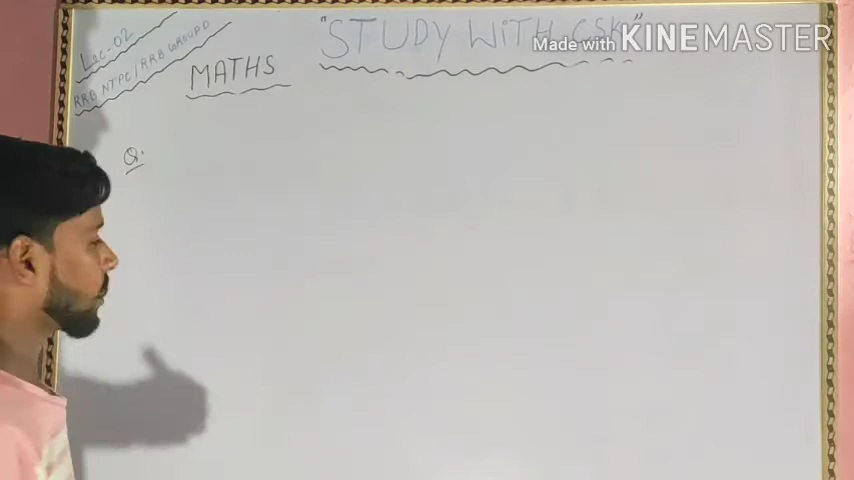 Lec-02
RRB NTPC/RRB GROUP D
MATHS
"STUDY WITH CSK"
Made with KINEMASTER
Q.